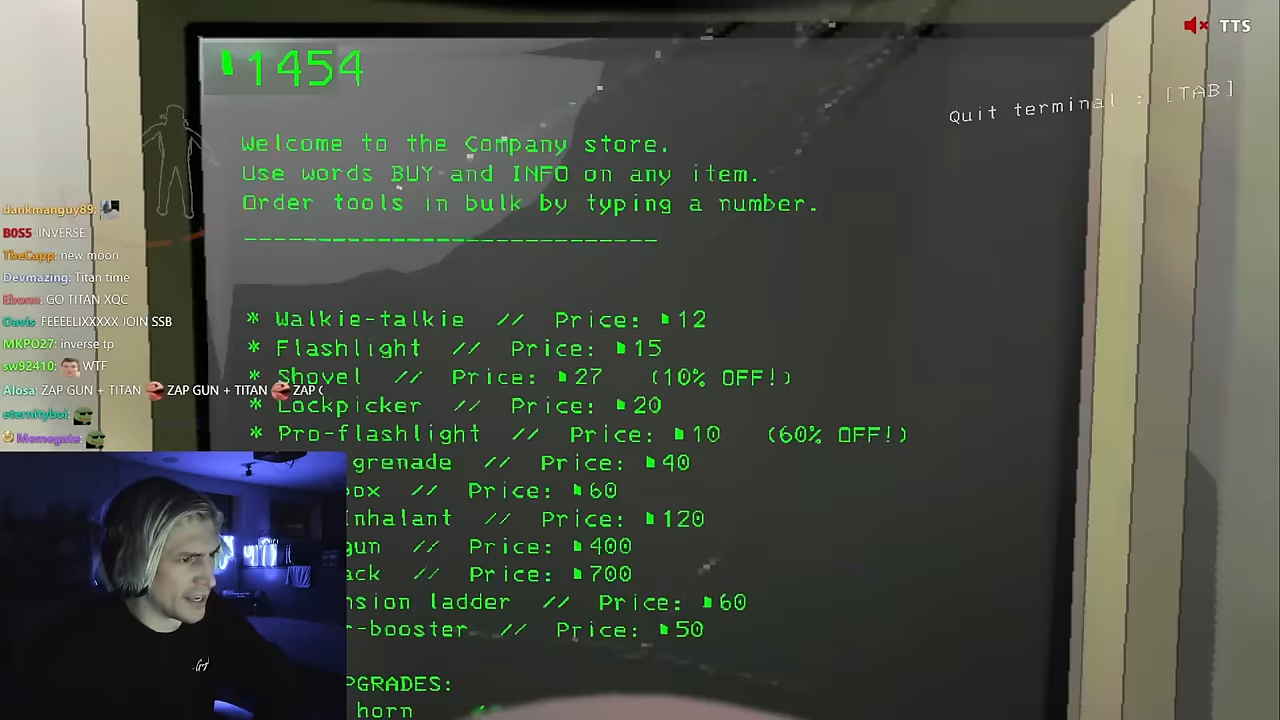 TTS
1454
Quit terminal : [TAB]
Welcome to the Company store.
Use words BUY and INFO on any item.
Order tools in bulk by typing a number.
----------------------------
* Walkie-talkie // Price: 12
* Flashlight // Price: 15
* Shovel // Price: 27 (10% OFF!)
* Lockpicker // Price: 20
* Pro-flashlight // Price: 10 (60% OFF!)
grenade // Price: 40
box // Price: 60
inhalant // Price: 120
gun // Price: 400
ack // Price: 700
nsion ladder // Price: 60
r-booster // Price: 50
PGRADES:
horn //
dankmanguy89:
B0S5 INVERSE
TheCapp: new moon
Devmazing: Titan time
Ebonn: GO TITAN XQC
FEEEELIXXXXX JOIN SSB
MKPO27: inverse tp
sw92410: WTF
Alosa: ZAP GUN + TITAN ZAP GUN + TITAN ZAP (
eternityboi:
Memegate: